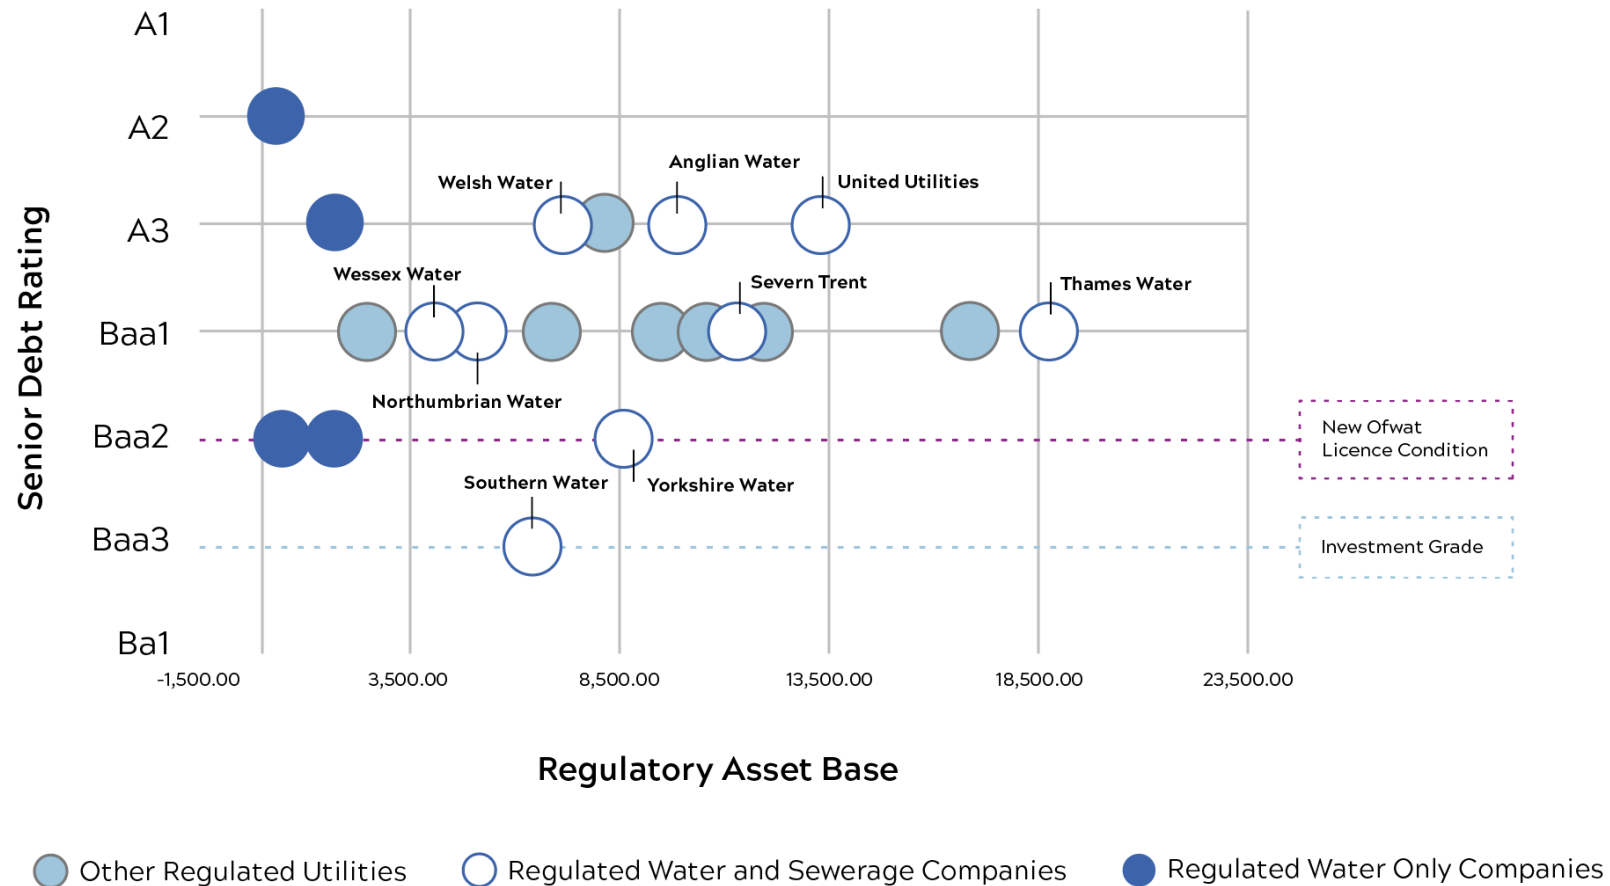 A1
A2
A3
Baa1
Baa2
Baa3
Ba1
Senior Debt Rating
Welsh Water
Anglian Water
United Utilities
Wessex Water
Severn Trent
Thames Water
Northumbrian Water
Southern Water
Yorkshire Water
New Ofwat
Licence Condition
Investment Grade
-1,500.00
3,500.00
8,500.00
13,500.00
18,500.00
23,500.00
Regulatory Asset Base
Other Regulated Utilities
Regulated Water and Sewerage Companies
Regulated Water Only Companies